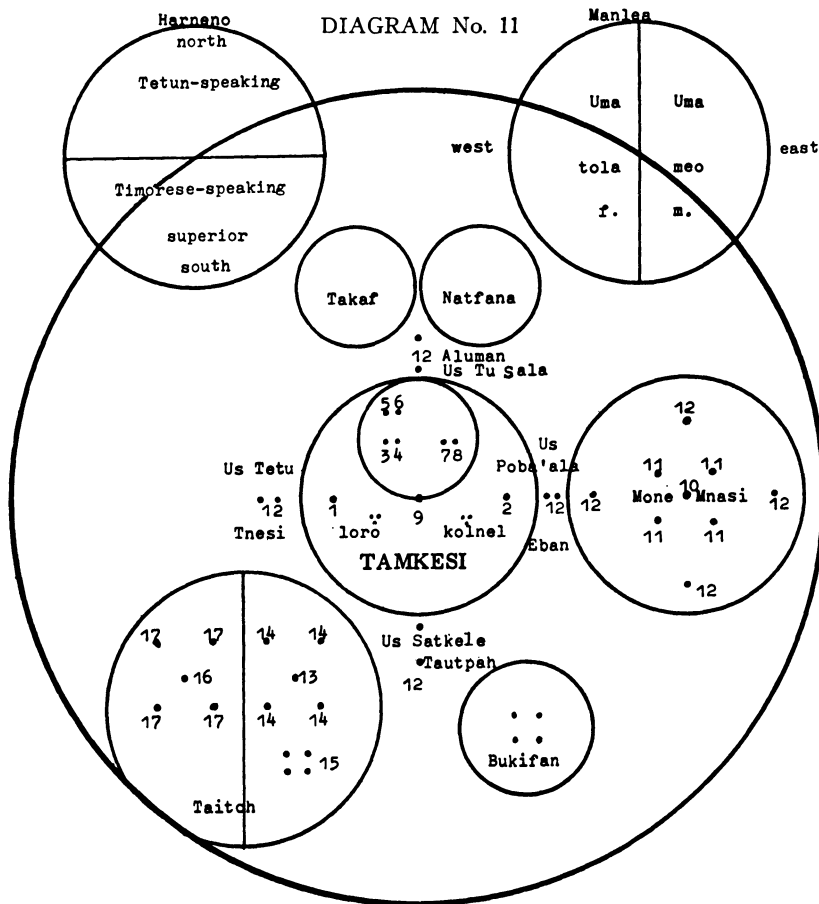 DIAGRAM No. 11
Harneno
north
Tetun-speaking
Timorese-speaking
superior
south
Manlea
Uma Uma
west east
tola meo
f. m.
Takaf Natfana
12 Aluman
Us Tu Sala
5 6
3 4 7 8
Us Tetu
12
Tnesi
1 9 2
loro kolnel
TAMKESI
Us
Poba'ala
12
Eban
12
11 11
10
12 Mone Mnasi 12
11 11
12
Us Satkele
Tautpah
12
17 17 14 14
16 13
17 17 14 14
15
Taitoh
Bukifan